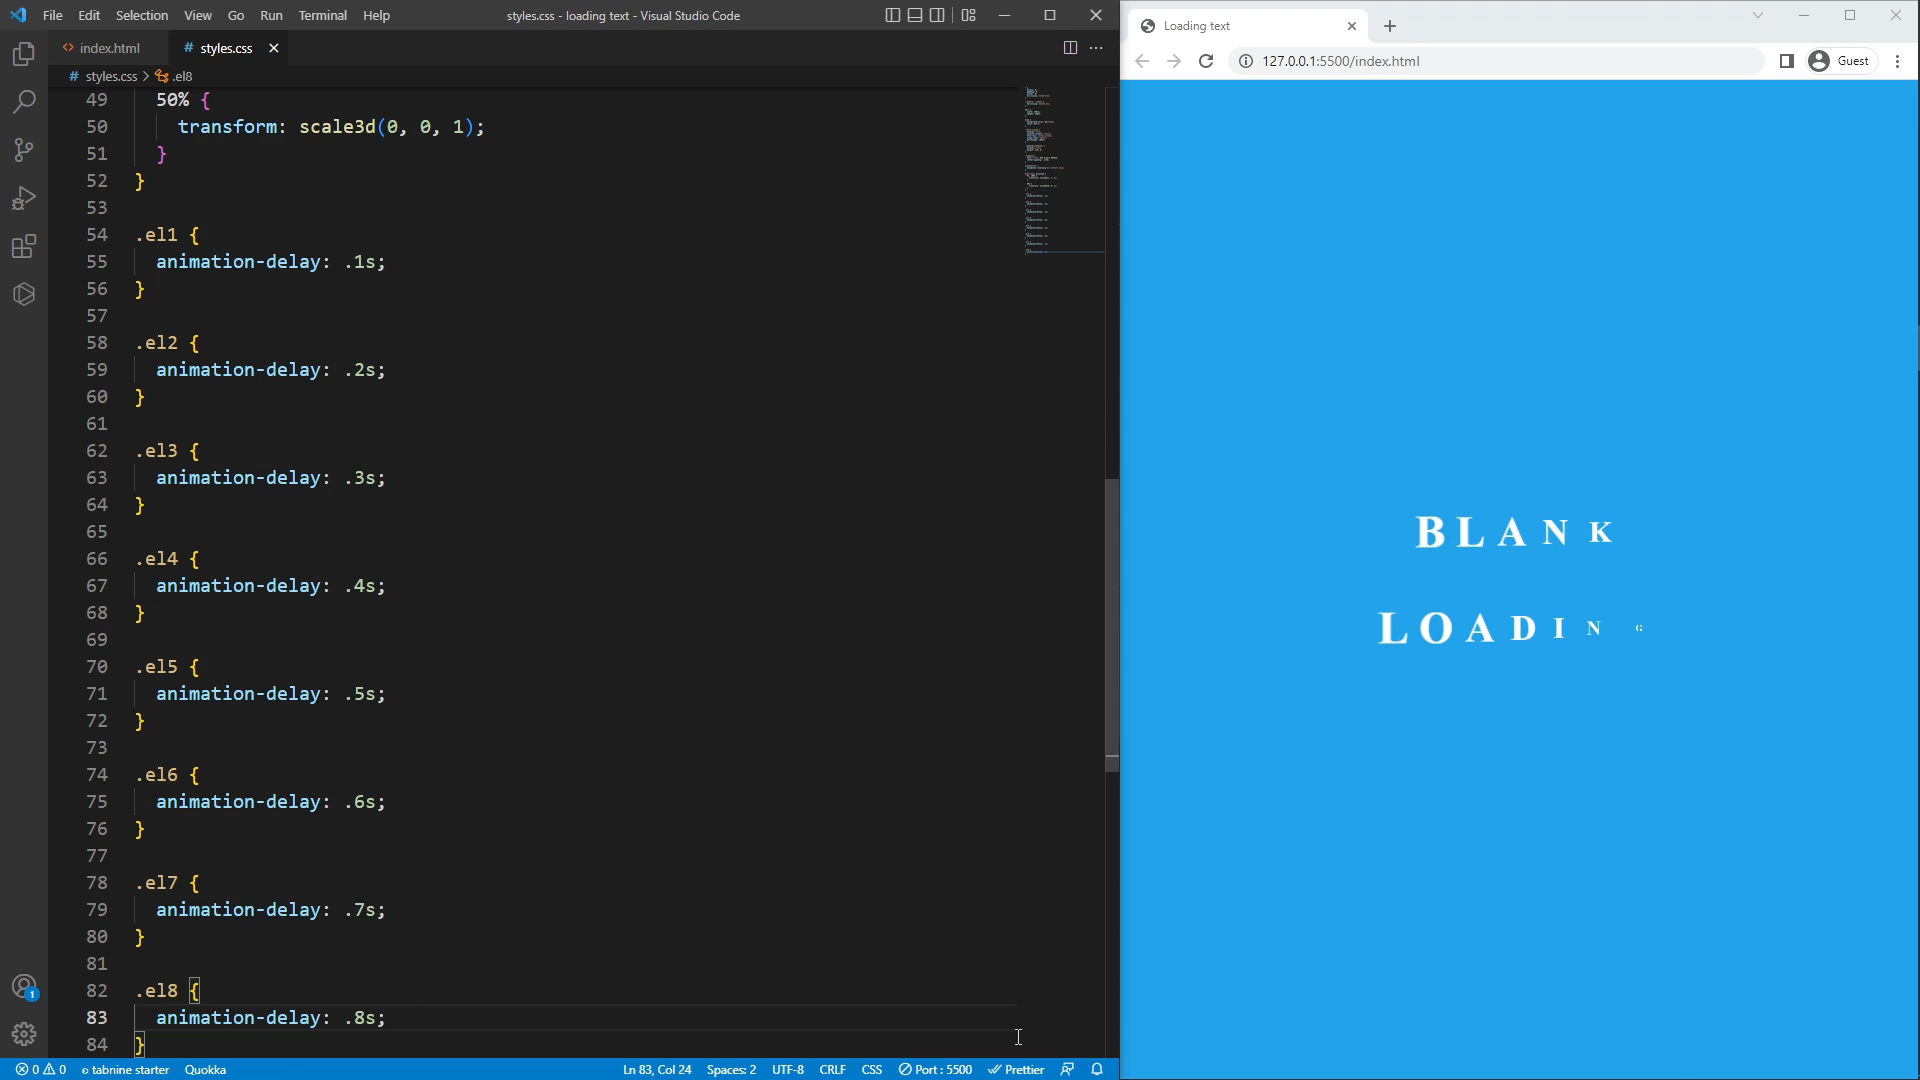 File Edit Selection View Go Run Terminal Help
styles.css - loading text - Visual Studio Code
index.html
# styles.css
# styles.css > .el8
49 50% {
50 transform: scale3d(0, 0, 1);
51 }
52 }
53
54 .el1 {
55 animation-delay: .1s;
56 }
57
58 .el2 {
59 animation-delay: .2s;
60 }
61
62 .el3 {
63 animation-delay: .3s;
64 }
65
66 .el4 {
67 animation-delay: .4s;
68 }
69
70 .el5 {
71 animation-delay: .5s;
72 }
73
74 .el6 {
75 animation-delay: .6s;
76 }
77
78 .el7 {
79 animation-delay: .7s;
80 }
81
82 .el8 {
83 animation-delay: .8s;
84 }
1
0 0 tabnine starter Quokka
Ln 83, Col 24 Spaces: 2 UTF-8 CRLF CSS Port : 5500 Prettier
Loading text
127.0.0.1:5500/index.html
Guest
BLANK
LOADING